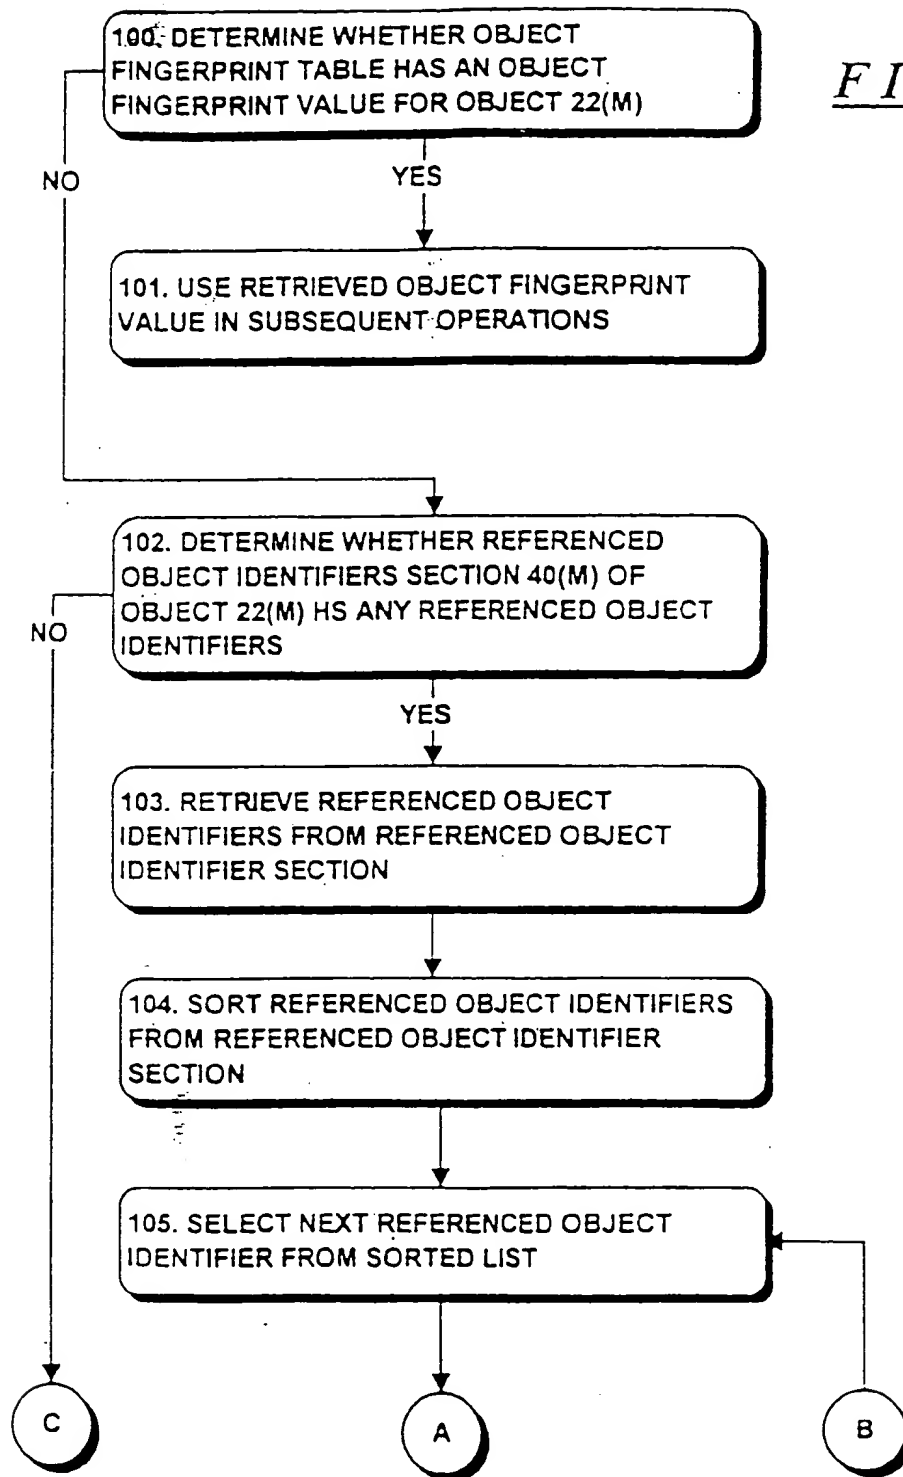 100. DETERMINE WHETHER OBJECT
FINGERPRINT TABLE HAS AN OBJECT
FINGERPRINT VALUE FOR OBJECT 22(M)
F I
NO
YES
101. USE RETRIEVED OBJECT FINGERPRINT
VALUE IN SUBSEQUENT OPERATIONS
102. DETERMINE WHETHER REFERENCED
OBJECT IDENTIFIERS SECTION 40(M) OF
OBJECT 22(M) HS ANY REFERENCED OBJECT
IDENTIFIERS
NO
YES
103. RETRIEVE REFERENCED OBJECT
IDENTIFIERS FROM REFERENCED OBJECT
IDENTIFIER SECTION
104. SORT REFERENCED OBJECT IDENTIFIERS
FROM REFERENCED OBJECT IDENTIFIER
SECTION
105. SELECT NEXT REFERENCED OBJECT
IDENTIFIER FROM SORTED LIST
C
A
B